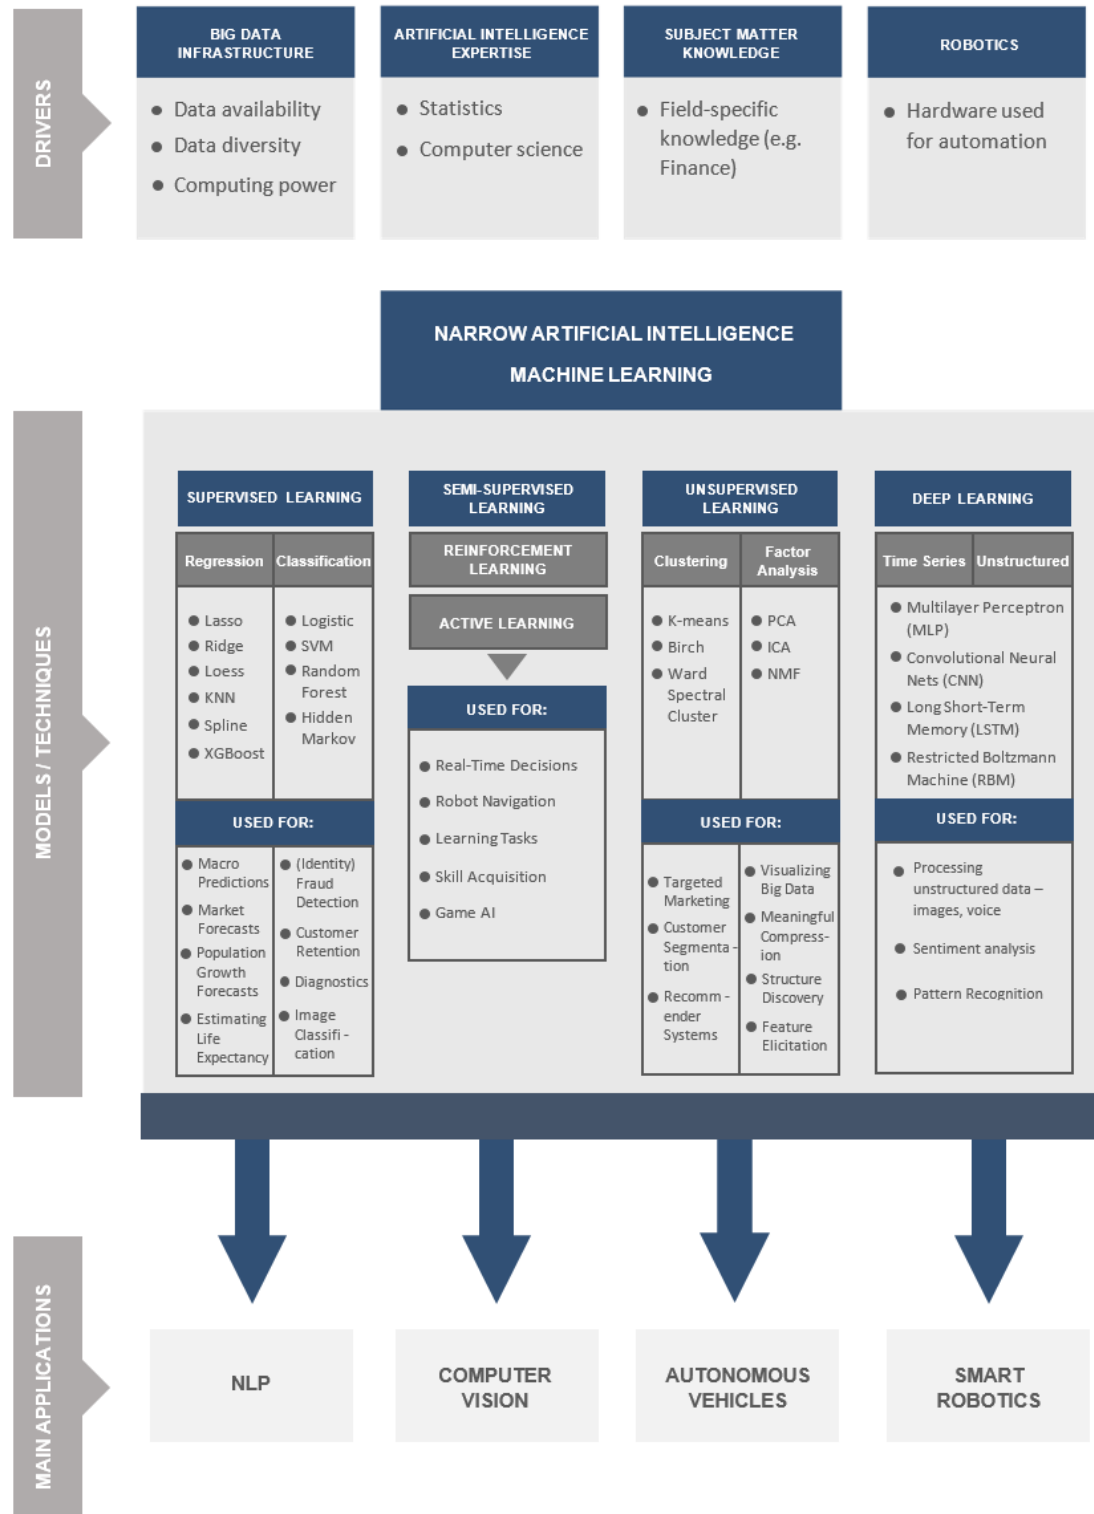 DRIVERS
BIG DATA
INFRASTRUCTURE
● Data availability
● Data diversity
● Computing power
ARTIFICIAL INTELLIGENCE
EXPERTISE
● Statistics
● Computer science
SUBJECT MATTER
KNOWLEDGE
● Field-specific
knowledge (e.g.
Finance)
ROBOTICS
● Hardware used
for automation
NARROW ARTIFICIAL INTELLIGENCE
MACHINE LEARNING
MODELS / TECHNIQUES
SUPERVISED LEARNING
Regression
● Lasso
● Ridge
● Loess
● KNN
● Spline
● XGBoost
Classification
● Logistic
● SVM
● Random
Forest
● Hidden
Markov
USED FOR:
● Macro
Predictions
● Market
Forecasts
● Population
Growth
Forecasts
● Estimating
Life
Expectancy
● (Identity)
Fraud
Detection
● Customer
Retention
● Diagnostics
● Image
Classifi -
cation
SEMI-SUPERVISED
LEARNING
REINFORCEMENT
LEARNING
ACTIVE LEARNING
USED FOR:
● Real-Time Decisions
● Robot Navigation
● Learning Tasks
● Skill Acquisition
● Game AI
UNSUPERVISED
LEARNING
Clustering
● K-means
● Birch
● Ward
Spectral
Cluster
Factor
Analysis
● PCA
● ICA
● NMF
USED FOR:
● Targeted
Marketing
● Customer
Segmenta -
tion
● Recomm -
ender
Systems
● Visualizing
Big Data
● Meaningful
Compress-
ion
● Structure
Discovery
● Feature
Elicitation
DEEP LEARNING
Time Series
Unstructured
● Multilayer Perceptron
(MLP)
● Convolutional Neural
Nets (CNN)
● Long Short-Term
Memory (LSTM)
● Restricted Boltzmann
Machine (RBM)
USED FOR:
● Processing
unstructured data –
images, voice
● Sentiment analysis
● Pattern Recognition
MAIN APPLICATIONS
NLP
COMPUTER
VISION
AUTONOMOUS
VEHICLES
SMART
ROBOTICS